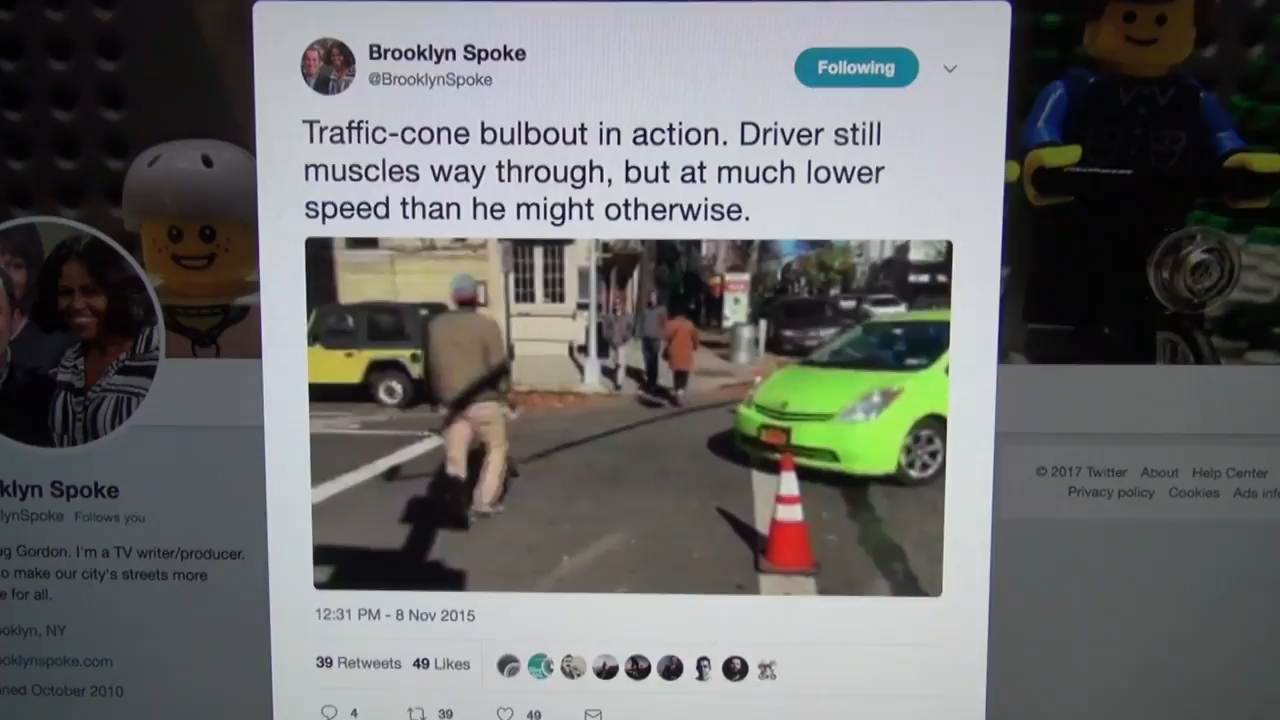 Brooklyn Spoke
@BrooklynSpoke
Following
Traffic-cone bulbout in action. Driver still
muscles way through, but at much lower
speed than he might otherwise.
12:31 PM - 8 Nov 2015
39 Retweets 49 Likes
4 39 49
klyn Spoke
lynSpoke Follows you
g Gordon. I'm a TV writer/producer.
o make our city's streets more
e for all.
oklyn, NY
oklynspoke.com
ned October 2010
© 2017 Twitter About Help Center
Privacy policy Cookies Ads inf